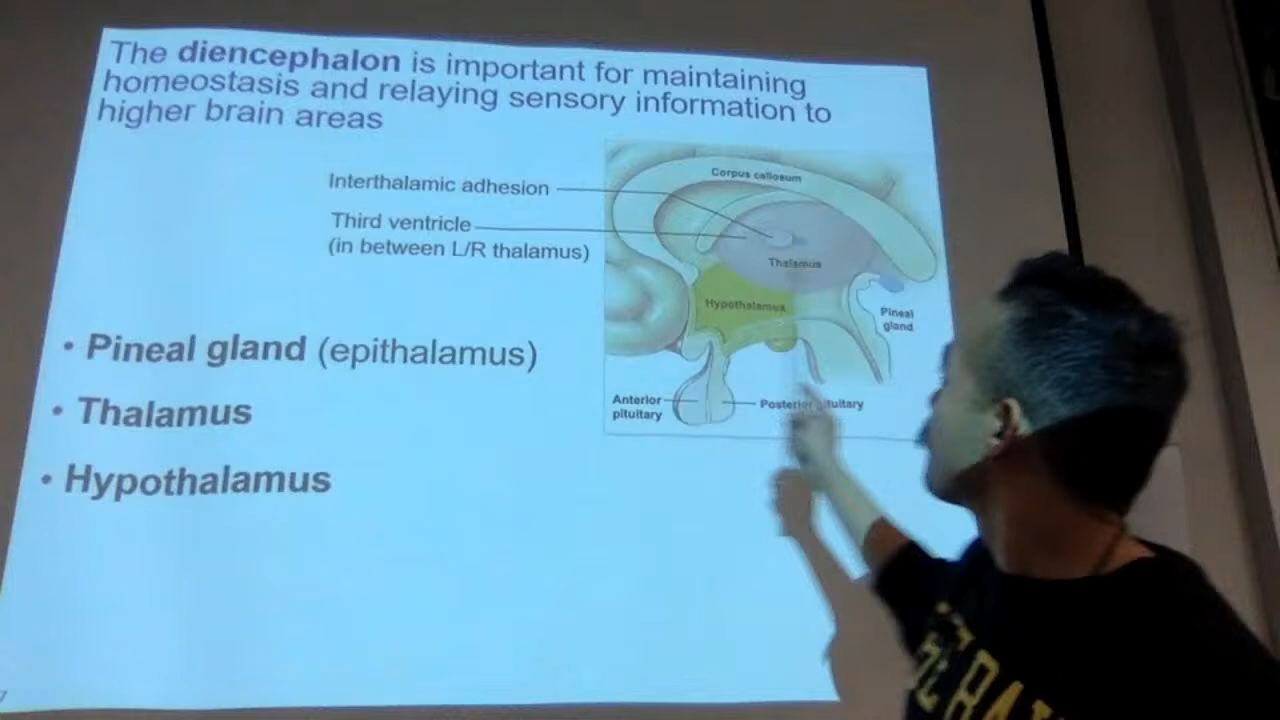 The diencephalon is important for maintaining
homeostasis and relaying sensory information to
higher brain areas
Interthalamic adhesion
Third ventricle
(in between L/R thalamus)
Corpus callosum
Thalamus
Hypothalamus
Pineal
gland
Anterior
pituitary
Posterior pituitary
• Pineal gland (epithalamus)
• Thalamus
• Hypothalamus
7